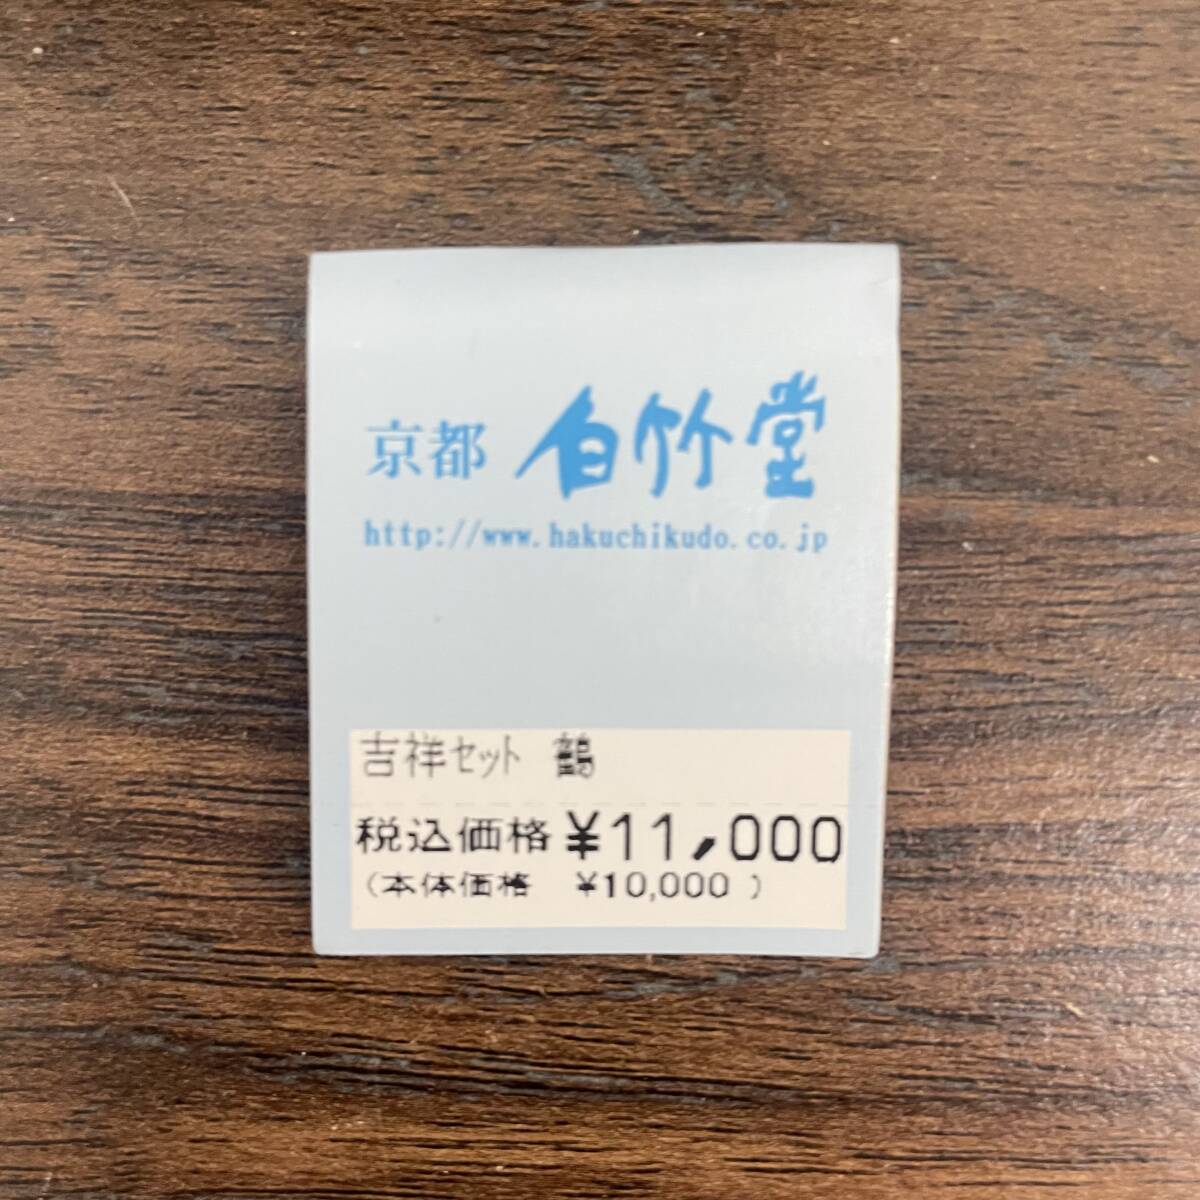 京都 白竹堂
http://www.hakuchikudo.co.jp
吉祥セット 鶴
税込価格 ¥11,000
(本体価格 ¥10,000 )